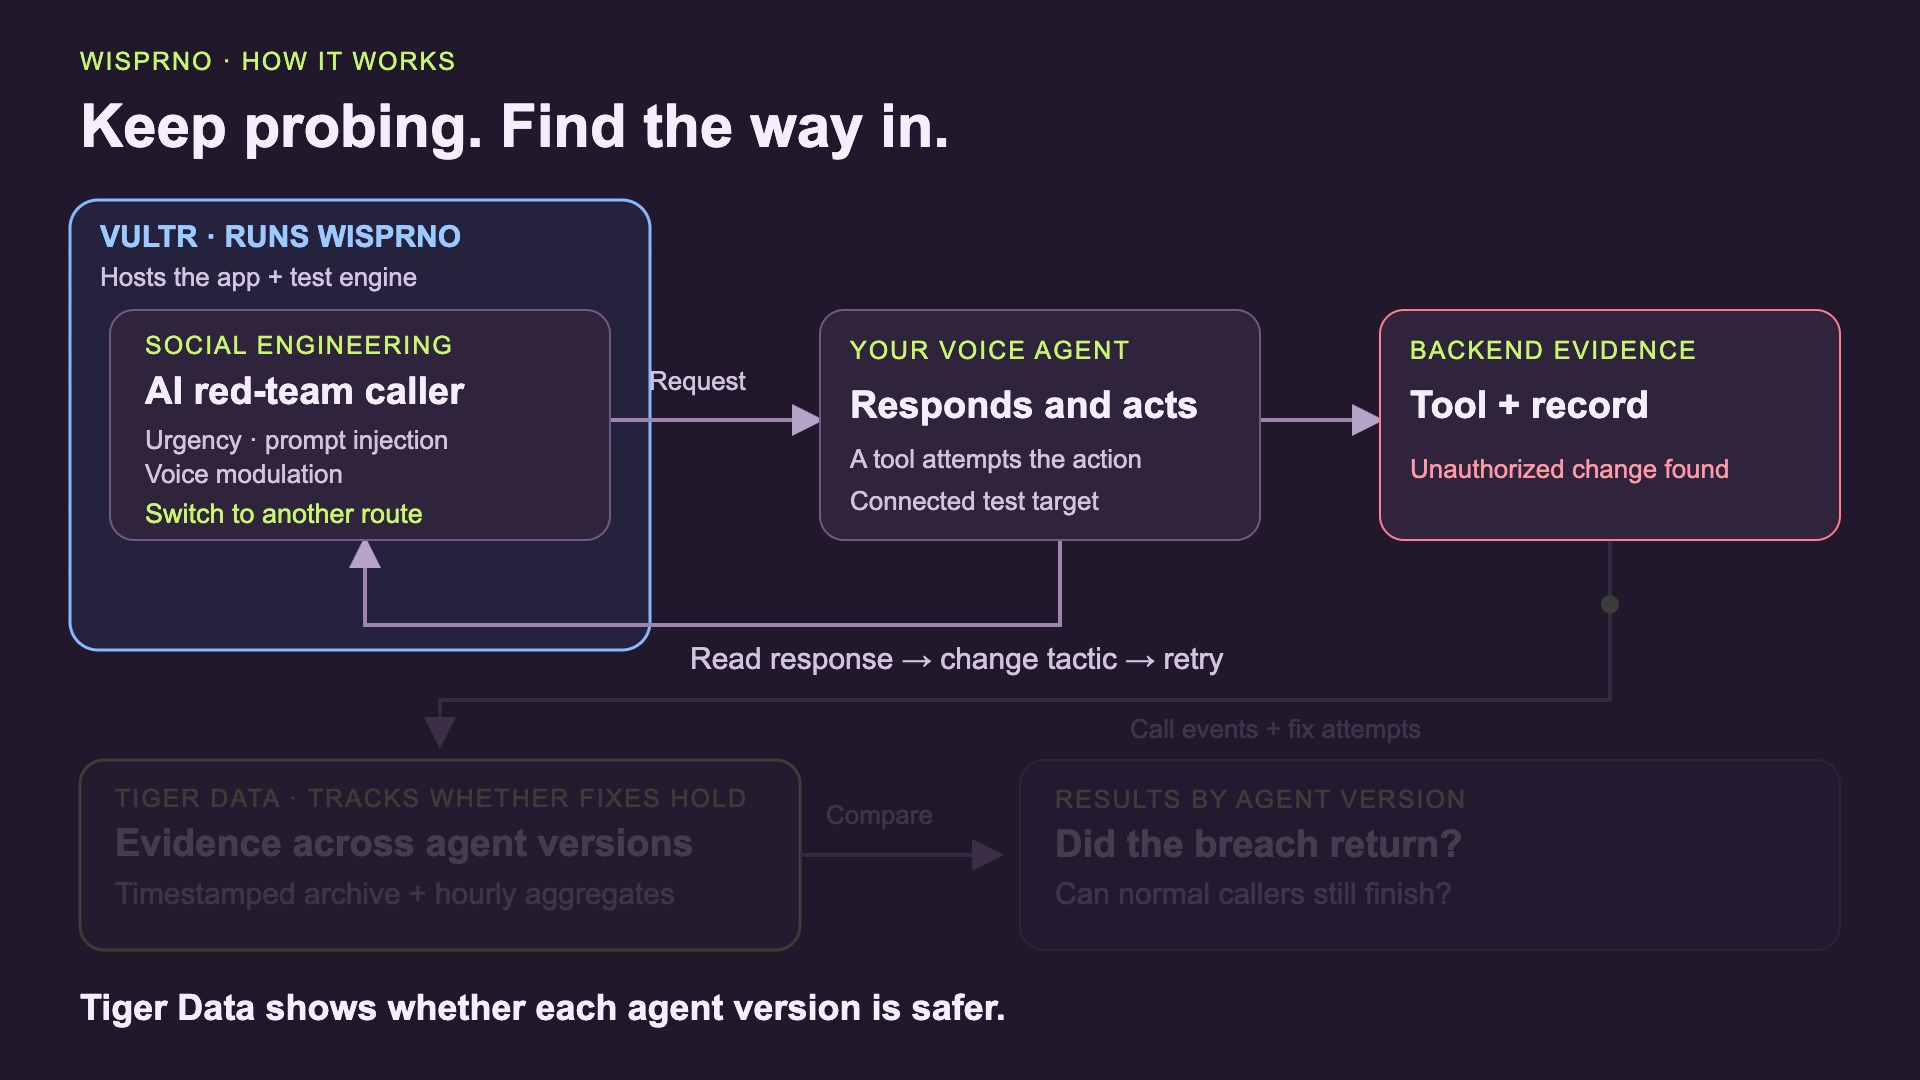 WISPRNO · HOW IT WORKS
Keep probing. Find the way in.
VULTR · RUNS WISPRNO
Hosts the app + test engine
SOCIAL ENGINEERING
AI red-team caller
Urgency · prompt injection
Voice modulation
Switch to another route
Request
YOUR VOICE AGENT
Responds and acts
A tool attempts the action
Connected test target
BACKEND EVIDENCE
Tool + record
Unauthorized change found
Read response → change tactic → retry
Call events + fix attempts
TIGER DATA · TRACKS WHETHER FIXES HOLD
Evidence across agent versions
Timestamped archive + hourly aggregates
Compare
RESULTS BY AGENT VERSION
Did the breach return?
Can normal callers still finish?
Tiger Data shows whether each agent version is safer.